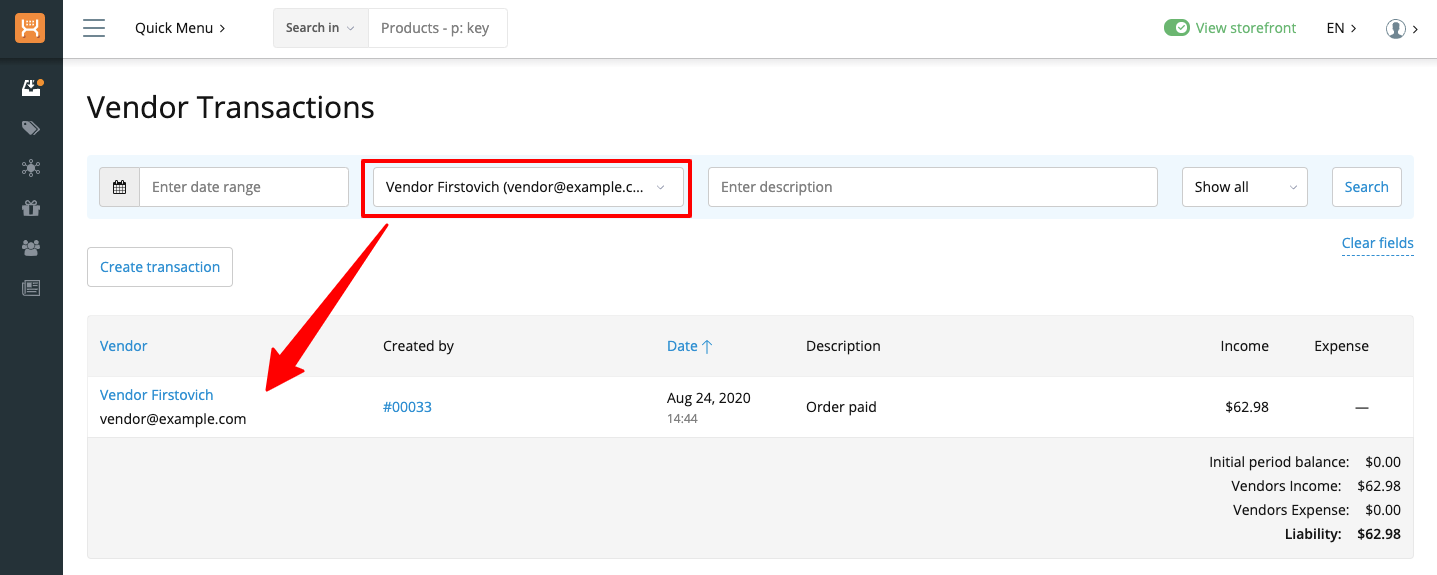 Quick Menu
Search in
Products - p: key
View storefront
EN
Vendor Transactions
Enter date range
Vendor Firstovich (vendor@example.c...
Enter description
Show all
Search
Clear fields
Create transaction
Vendor Created by Date Description Income Expense
Vendor Firstovich
vendor@example.com
#00033
Aug 24, 2020
14:44
Order paid
$62.98
—
Initial period balance: $0.00
Vendors Income: $62.98
Vendors Expense: $0.00
Liability: $62.98